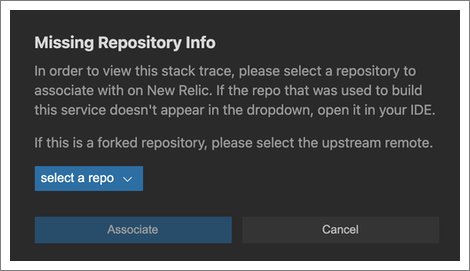 Missing Repository Info
In order to view this stack trace, please select a repository to
associate with on New Relic. If the repo that was used to build
this service doesn't appear in the dropdown, open it in your IDE.
If this is a forked repository, please select the upstream remote.
select a repo
Associate
Cancel